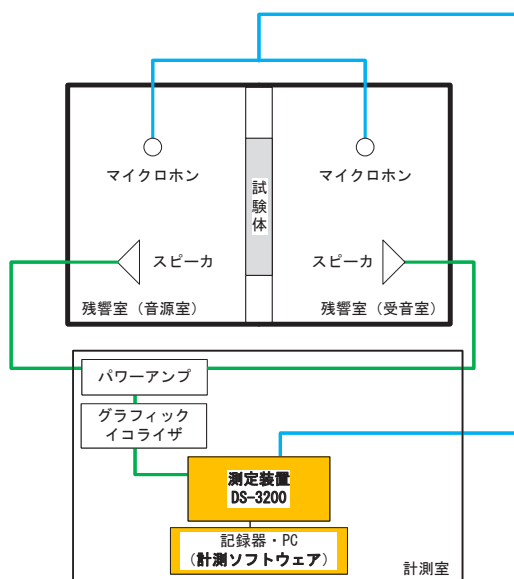 マイクロホン
マイクロホン
試験体
スピーカ
スピーカ
残響室（音源室）
残響室（受音室）
パワーアンプ
グラフィック
イコライザ
測定装置
DS-3200
記録器・PC
（計測ソフトウェア）
計測室